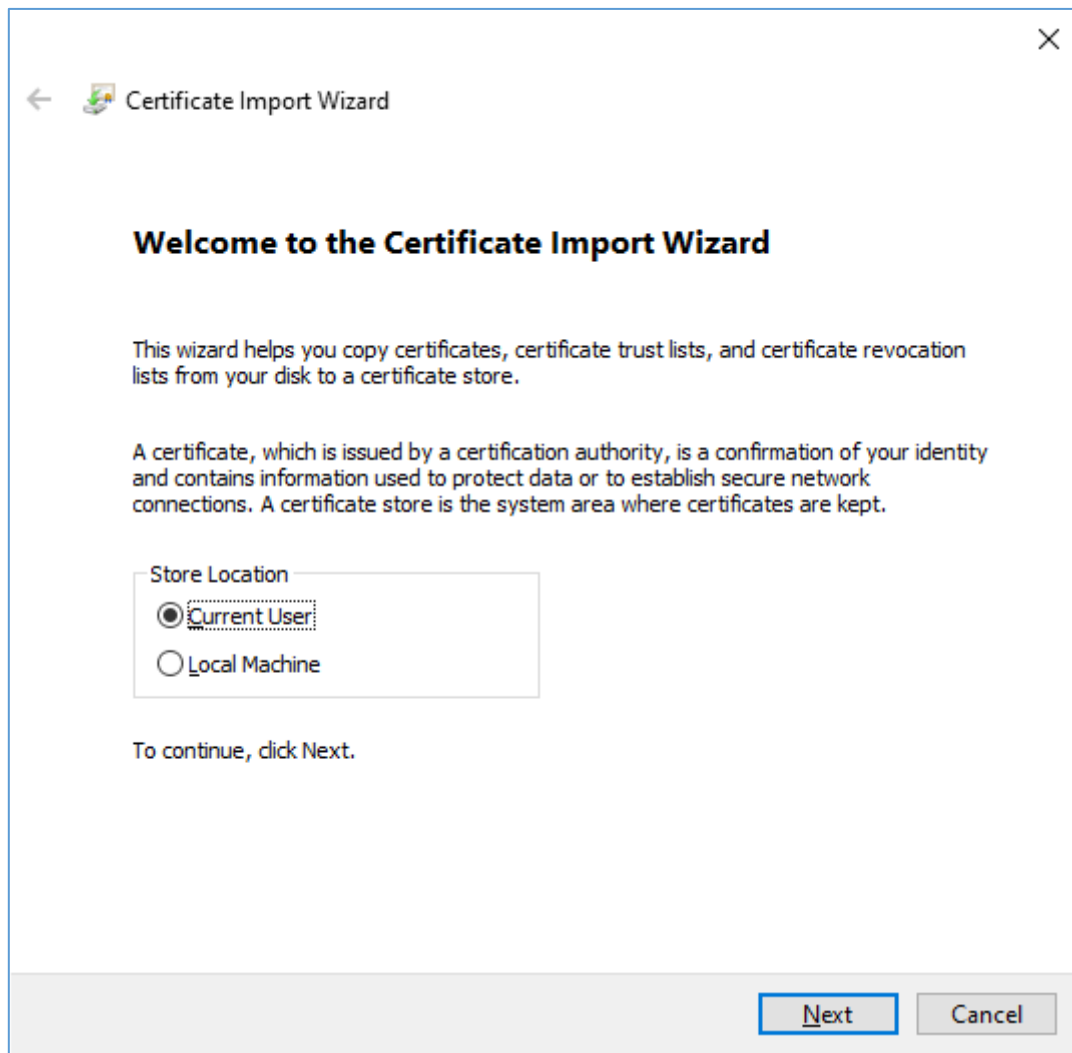 Certificate Import Wizard
Welcome to the Certificate Import Wizard
This wizard helps you copy certificates, certificate trust lists, and certificate revocation
lists from your disk to a certificate store.
A certificate, which is issued by a certification authority, is a confirmation of your identity
and contains information used to protect data or to establish secure network
connections. A certificate store is the system area where certificates are kept.
Store Location
Current User
Local Machine
To continue, click Next.
Next Cancel